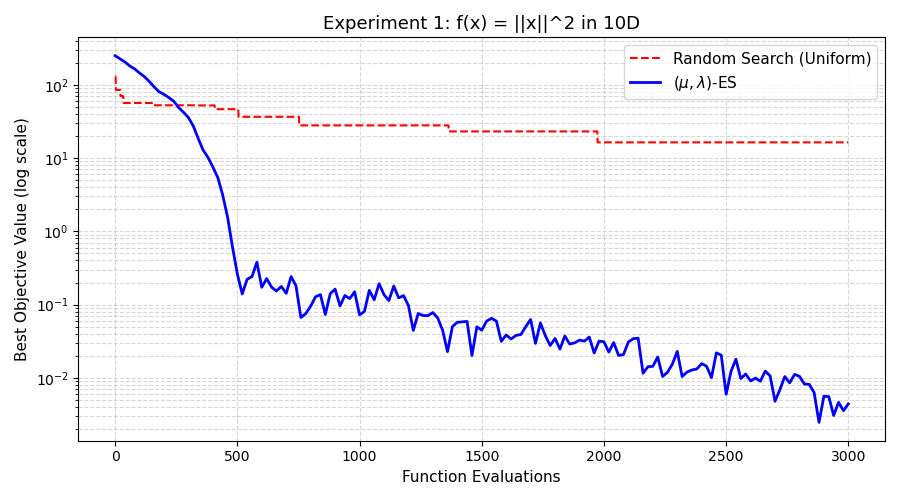 Experiment 1: f(x) = ||x||^2 in 10D
Best Objective Value (log scale)
10²
10¹
10⁰
10⁻¹
10⁻²
Random Search (Uniform)
(μ, λ)-ES
0 500 1000 1500 2000 2500 3000
Function Evaluations